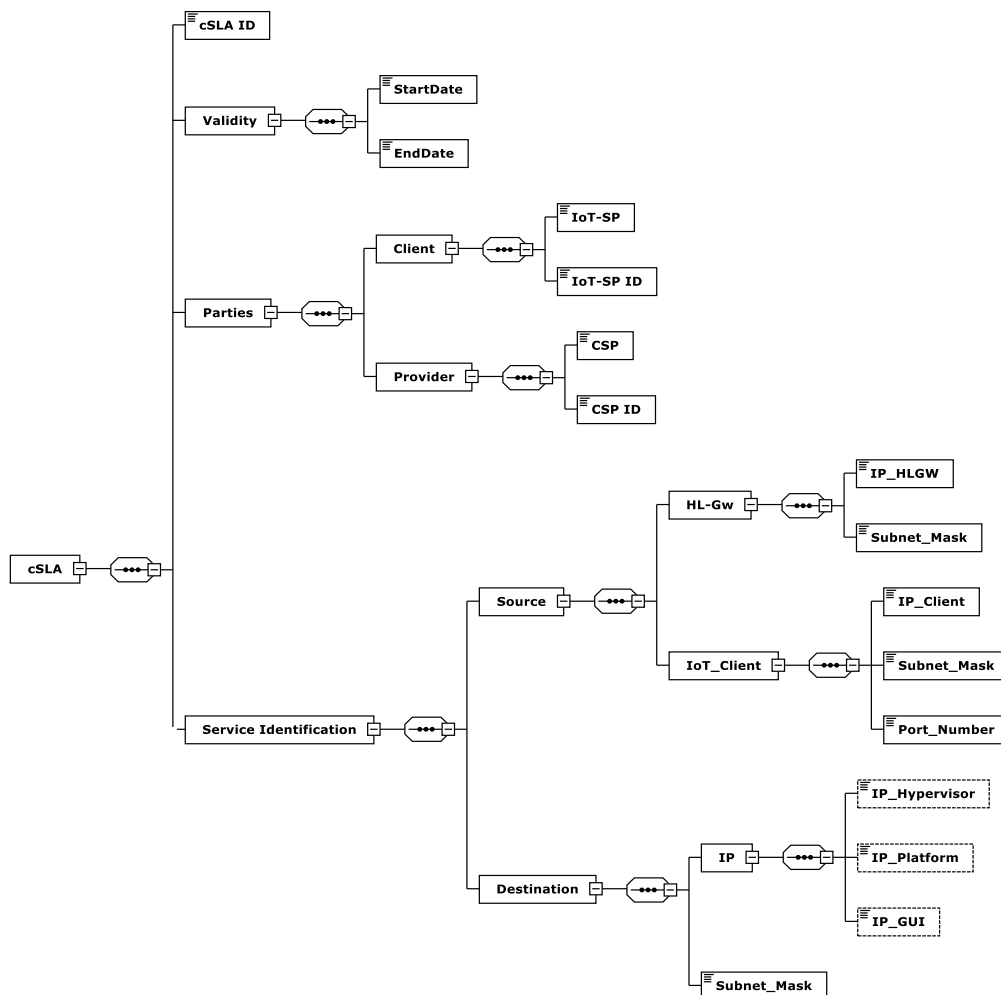 cSLA ID
StartDate
Validity
EndDate
IoT-SP
Client
IoT-SP ID
Parties
CSP
Provider
CSP ID
IP_HLGW
HL-Gw
Subnet_Mask
cSLA
Source
IP_Client
IoT_Client
Subnet_Mask
Service Identification
Port_Number
IP_Hypervisor
IP
IP_Platform
Destination
IP_GUI
Subnet_Mask